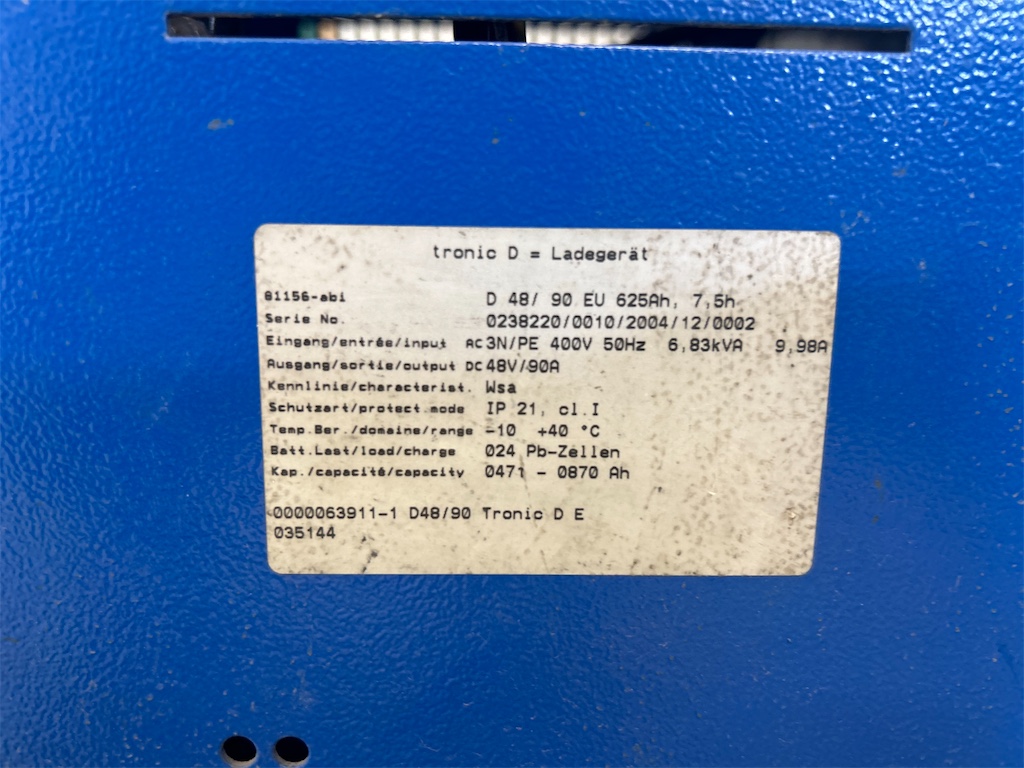 tronic D = Ladegerät
81156-abi D 48/ 90 EU 625Ah, 7,5h
Serie No. 0238220/0010/2004/12/0002
Eingang/entrée/input AC 3N/PE 400V 50Hz 6,83kVA 9,98A
Ausgang/sortie/output DC 48V/90A
Kennlinie/characterist. Wsa
Schutzart/protect.mode IP 21, cl.I
Temp.Ber./domaine/range -10 +40 °C
Batt.Last/load/charge 024 Pb-Zellen
Kap./capacité/capacity 0471 - 0870 Ah
0000063911-1 D48/90 Tronic D E
035144